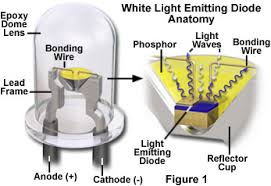 White Light Emitting Diode
Anatomy
Epoxy
Dome
Lens
Bonding
Wire
Lead
Frame
Anode (+)
Cathode (-)
Phosphor
Light
Waves
Bonding
Wire
Light
Emitting
Diode
Reflector
Cup
Figure 1